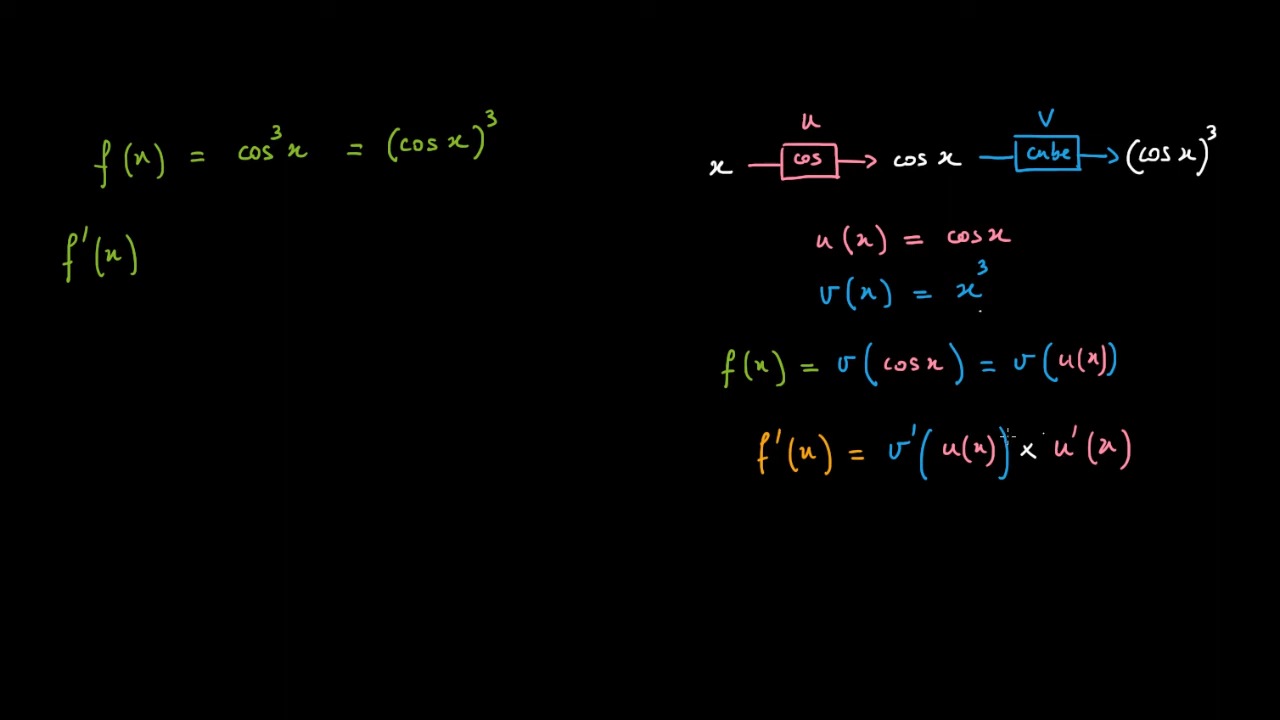 f(x) = cos³x = (cos x)³
f'(x)
u V
x cos cos x cube (cos x)³
u(x) = cos x
v(x) = x³
f(x) = v(cos x) = v(u(x))
f'(x) = v'(u(x)) × u'(x)